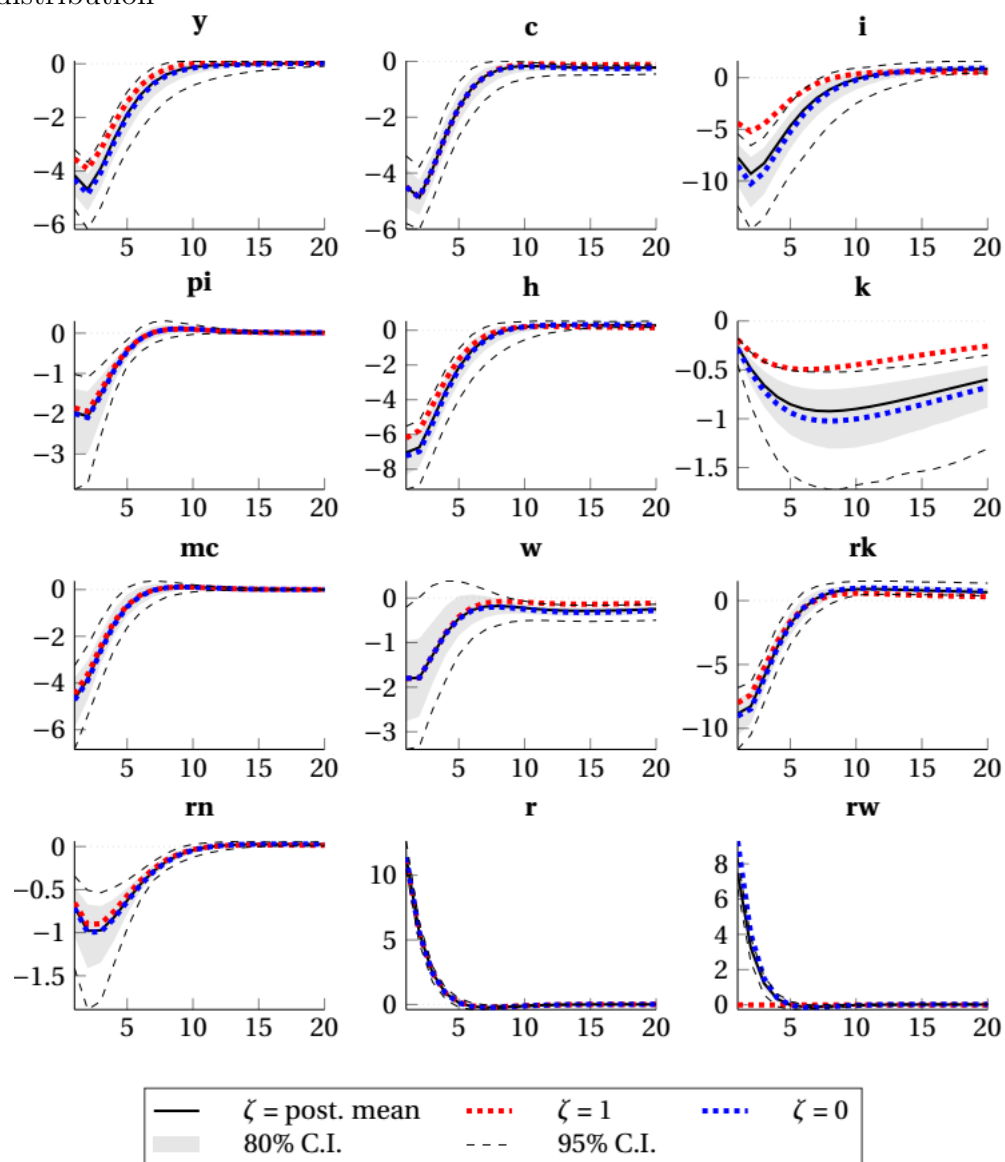 distribution
y c i
0 −2 −4 −6 5 10 15 20
0 −2 −4 −6 5 10 15 20
0 −5 −10 5 10 15 20
pi h k
0 −1 −2 −3 5 10 15 20
0 −2 −4 −6 −8 5 10 15 20
0 −0.5 −1 −1.5 5 10 15 20
mc w rk
0 −2 −4 −6 5 10 15 20
0 −1 −2 −3 5 10 15 20
0 −5 −10 5 10 15 20
rn r rw
0 −0.5 −1 −1.5 5 10 15 20
10 5 0 5 10 15 20
8 6 4 2 0 5 10 15 20
ζ = post. mean ζ = 1 ζ = 0
80% C.I. 95% C.I.